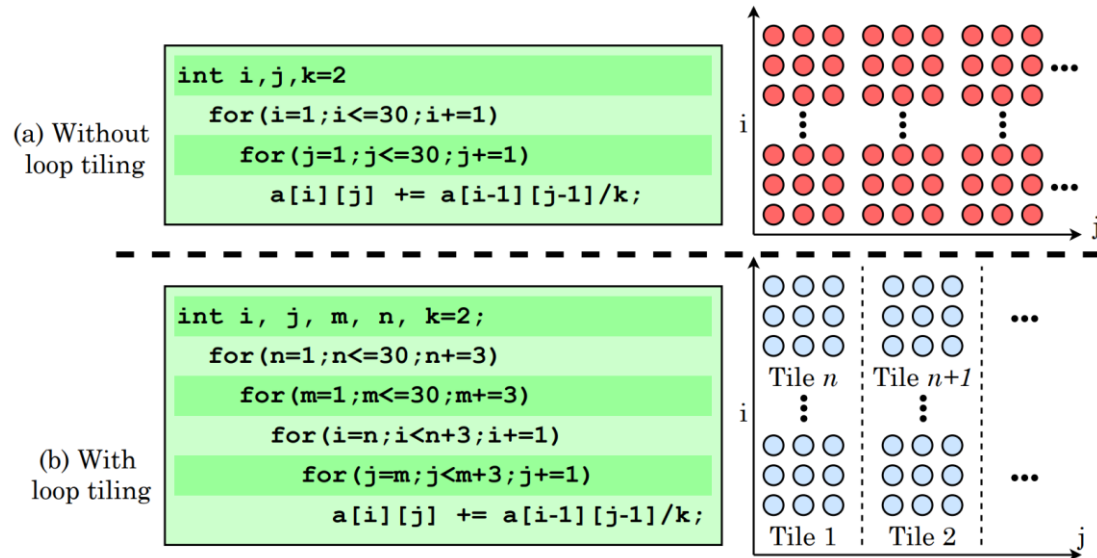 (a) Without
loop tiling
int i,j,k=2
for(i=1;i<=30;i+=1)
for(j=1;j<=30;j+=1)
a[i][j] += a[i-1][j-1]/k;
i
j
(b) With
loop tiling
int i, j, m, n, k=2;
for(n=1;n<=30;n+=3)
for(m=1;m<=30;m+=3)
for(i=n;i<n+3;i+=1)
for(j=m;j<m+3;j+=1)
a[i][j] += a[i-1][j-1]/k;
Tile n Tile n+1
i
Tile 1 Tile 2
j